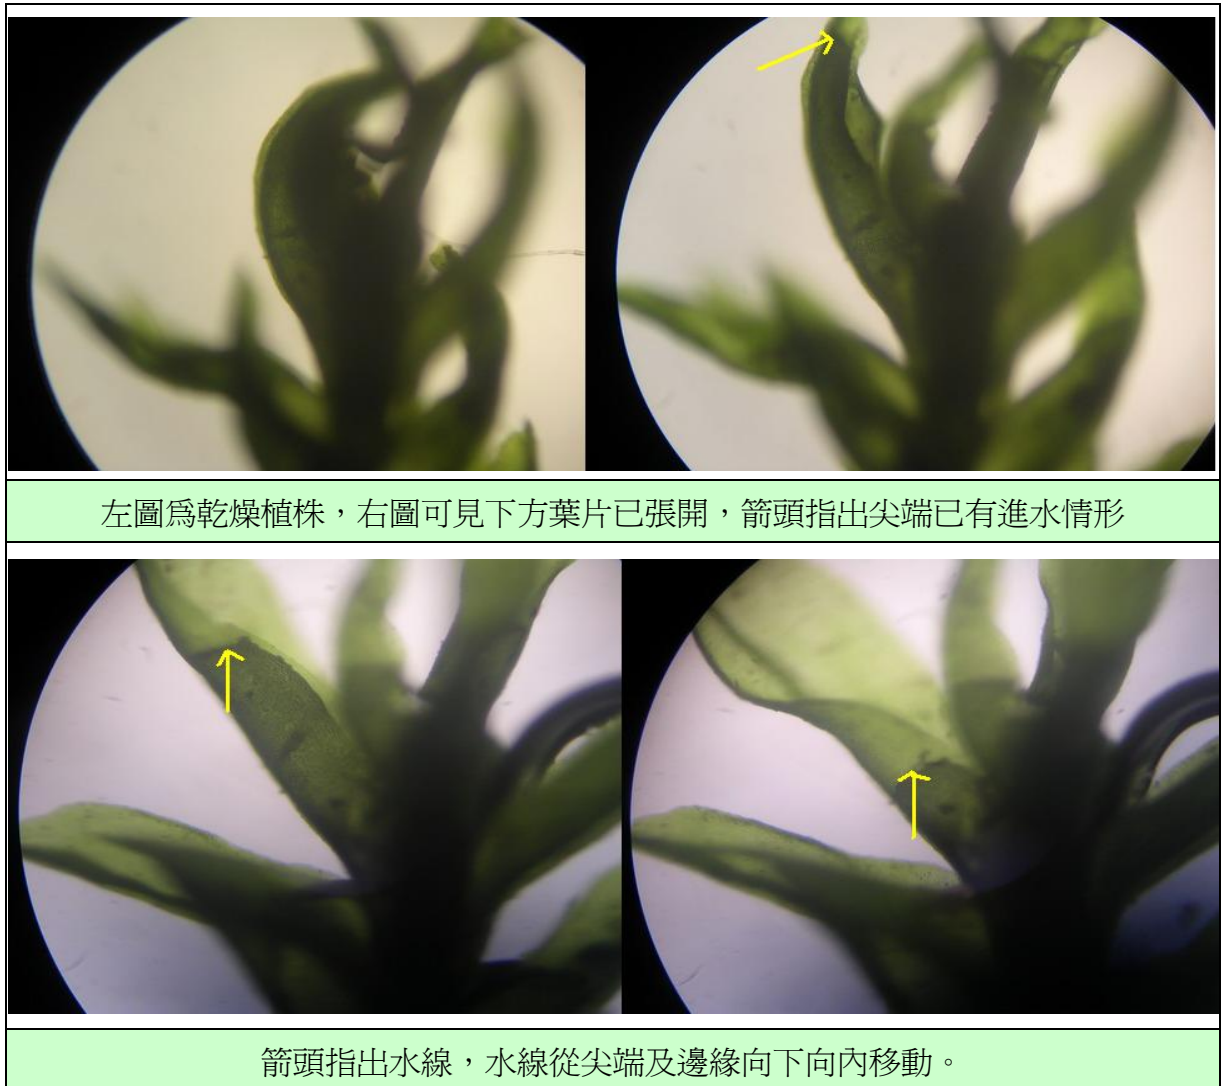 左圖為乾燥植株，右圖可見下方葉片已張開，箭頭指出尖端已有進水情形
箭頭指出水線，水線從尖端及邊緣向下向內移動。